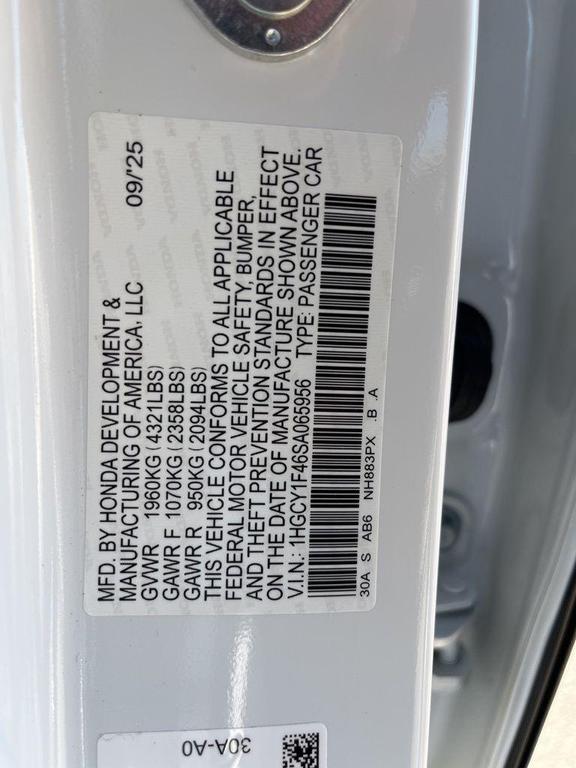 MFD. BY HONDA DEVELOPMENT & 09/'25
MANUFACTURING OF AMERICA, LLC
GVWR 1960KG (4321LBS)
GAWR F 1070KG (2358LBS)
GAWR R 950KG (2094LBS)
THIS VEHICLE CONFORMS TO ALL APPLICABLE
FEDERAL MOTOR VEHICLE SAFETY, BUMPER,
AND THEFT PREVENTION STANDARDS IN EFFECT
ON THE DATE OF MANUFACTURE SHOWN ABOVE.
V.I.N.: 1HGCY1F46SA065956 TYPE: PASSENGER CAR
30A S AB6 NH883PX .B .A
30A-A0